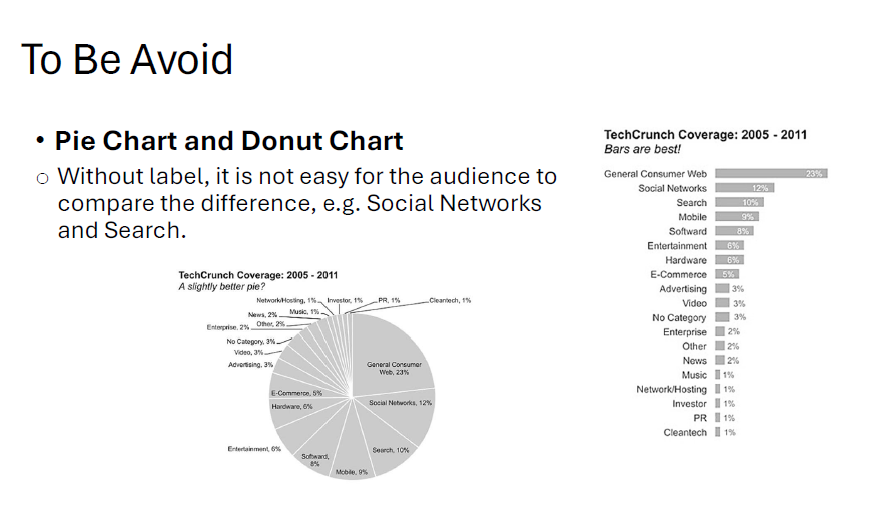 To Be Avoid
• Pie Chart and Donut Chart
○ Without label, it is not easy for the audience to
compare the difference, e.g. Social Networks
and Search.
TechCrunch Coverage: 2005 - 2011
A slightly better pie?
Network/Hosting, 1%
Investor, 1%
PR, 1%
Cleantech, 1%
Music, 1%
News, 2%
Other, 2%
Enterprise, 2%
No Category, 3%
Video, 3%
Advertising, 3%
E-Commerce, 5%
Hardware, 6%
Entertainment, 6%
Softward,
8%
Mobile, 9%
Search, 10%
Social Networks, 12%
General Consumer
Web, 23%
TechCrunch Coverage: 2005 - 2011
Bars are best!
General Consumer Web 23%
Social Networks 12%
Search 10%
Mobile 9%
Softward 8%
Entertainment 6%
Hardware 6%
E-Commerce 5%
Advertising 3%
Video 3%
No Category 3%
Enterprise 2%
Other 2%
News 2%
Music 1%
Network/Hosting 1%
Investor 1%
PR 1%
Cleantech 1%